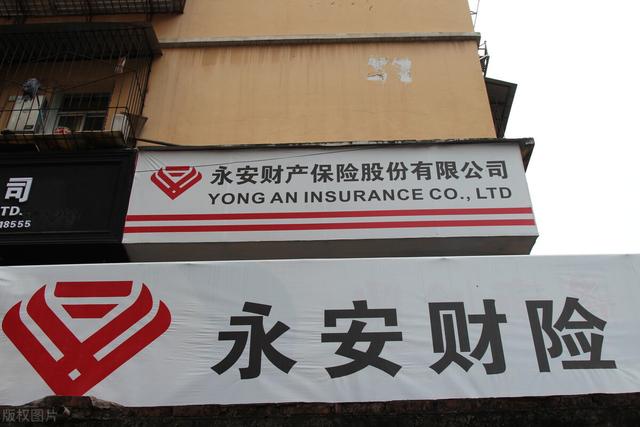 司
TD.
18555
永安财产保险股份有限公司
YONG AN INSURANCE CO., LTD
永安财险
版权图片